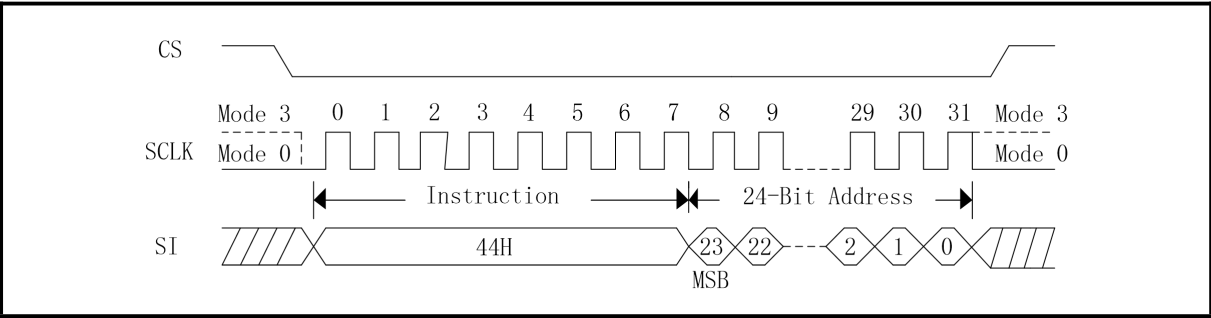 CS
Mode 3 0 1 2 3 4 5 6 7 8 9 29 30 31 Mode 3
SCLK Mode 0 Mode 0
Instruction 24-Bit Address
SI 44H 23 22 2 1 0
MSB